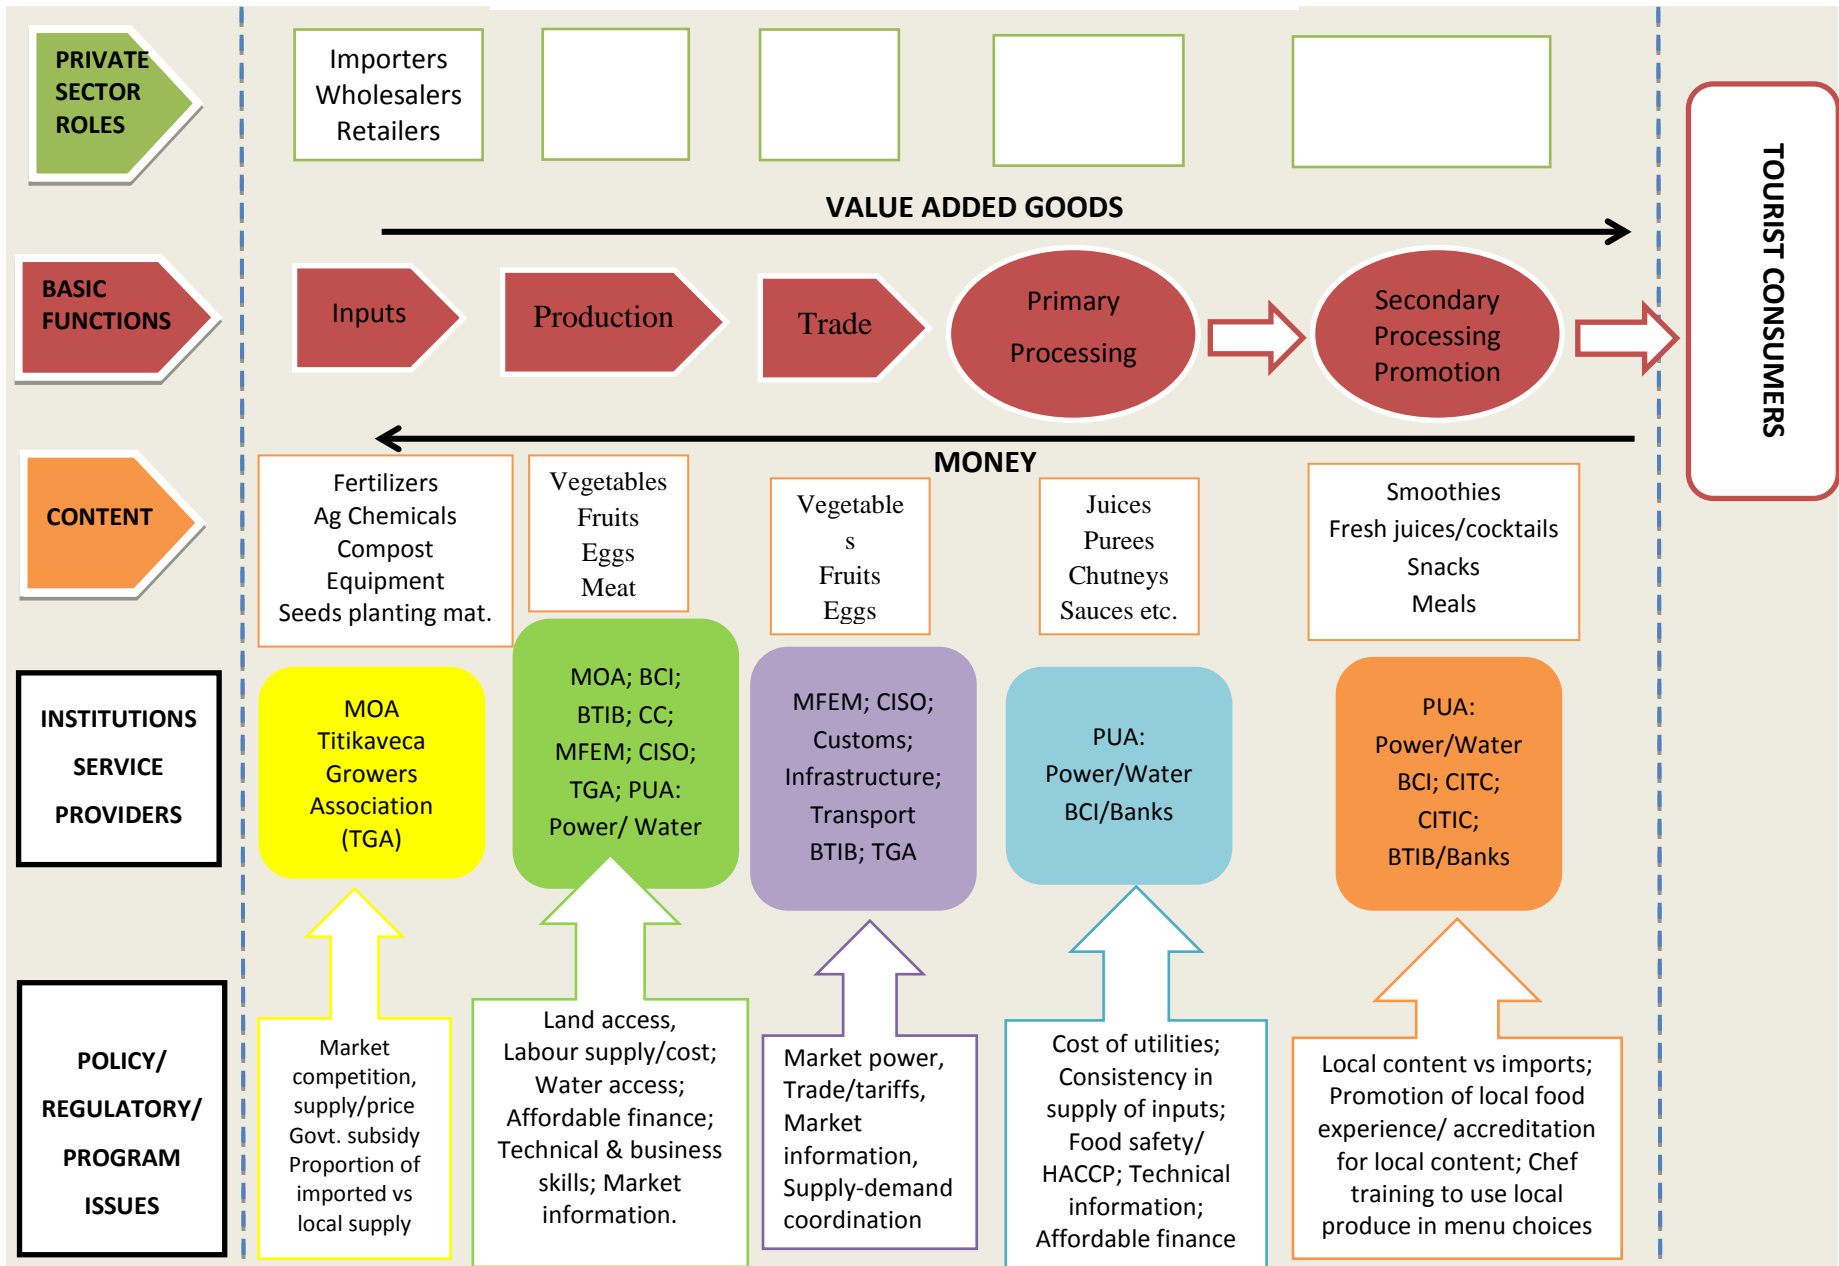 PRIVATE
SECTOR
ROLES
Importers
Wholesalers
Retailers
VALUE ADDED GOODS
BASIC
FUNCTIONS
Inputs
Production
Trade
Primary
Processing
Secondary
Processing
Promotion
TOURIST CONSUMERS
MONEY
CONTENT
Fertilizers
Ag Chemicals
Compost
Equipment
Seeds planting mat.
Vegetables
Fruits
Eggs
Meat
Vegetable
s
Fruits
Eggs
Juices
Purees
Chutneys
Sauces etc.
Smoothies
Fresh juices/cocktails
Snacks
Meals
INSTITUTIONS
SERVICE
PROVIDERS
MOA
Titikaveca
Growers
Association
(TGA)
MOA; BCI;
BTIB; CC;
MFEM; CISO;
TGA; PUA:
Power/ Water
MFEM; CISO;
Customs;
Infrastructure;
Transport
BTIB; TGA
PUA:
Power/Water
BCI/Banks
PUA:
Power/Water
BCI; CITC;
CITIC;
BTIB/Banks
POLICY/
REGULATORY/
PROGRAM
ISSUES
Market
competition,
supply/price
Govt. subsidy
Proportion of
imported vs
local supply
Land access,
Labour supply/cost;
Water access;
Affordable finance;
Technical & business
skills; Market
information.
Market power,
Trade/tariffs,
Market
information,
Supply-demand
coordination
Cost of utilities;
Consistency in
supply of inputs;
Food safety/
HACCP; Technical
information;
Affordable finance
Local content vs imports;
Promotion of local food
experience/ accreditation
for local content; Chef
training to use local
produce in menu choices